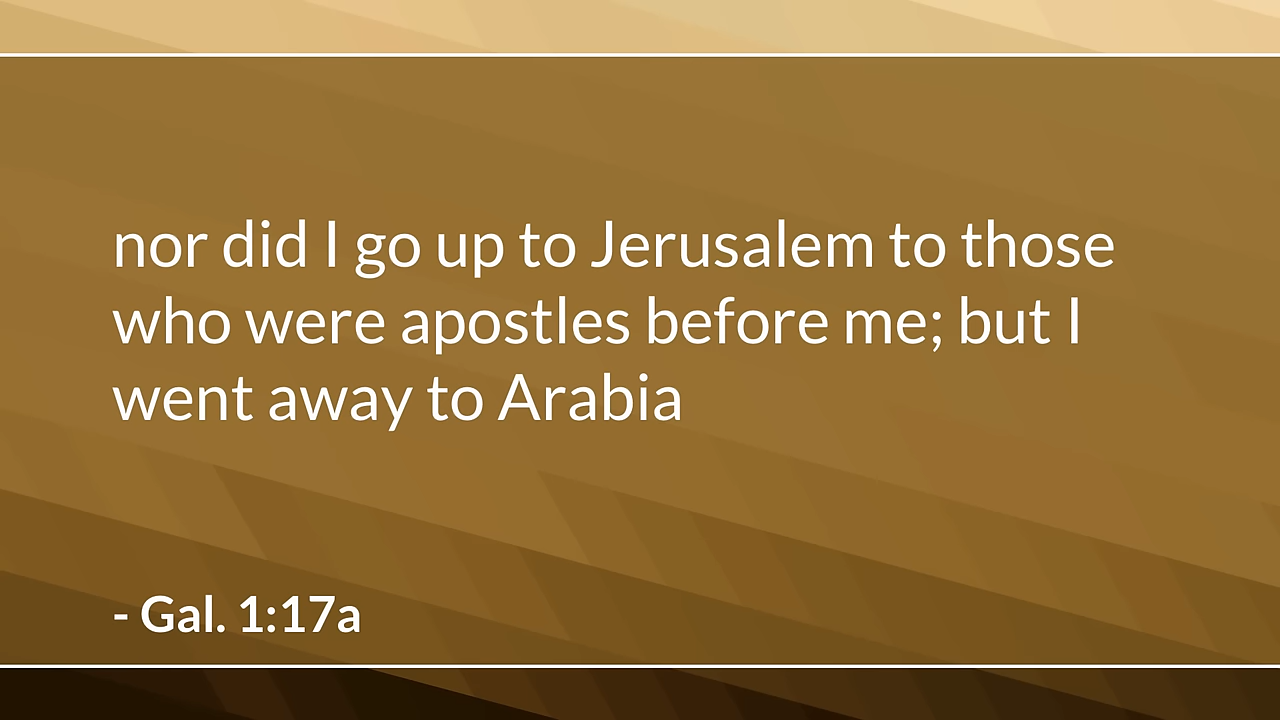 nor did I go up to Jerusalem to those
who were apostles before me; but I
went away to Arabia
- Gal. 1:17a